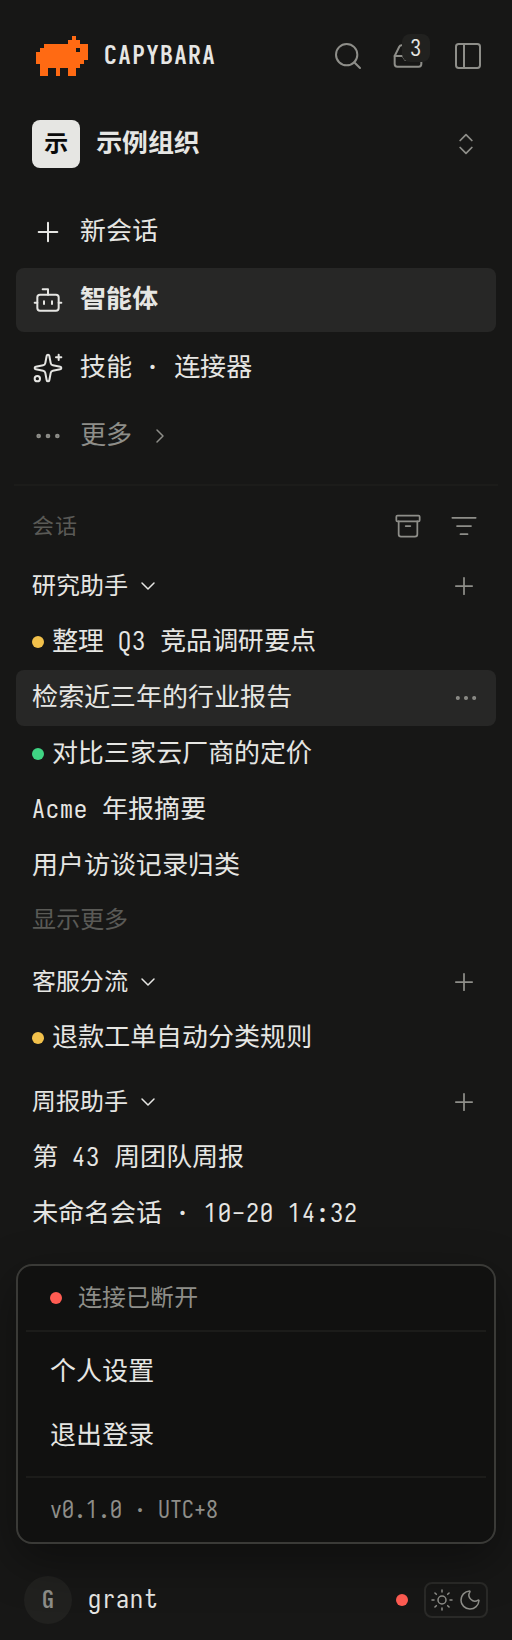 CAPYBARA
3
示 示例组织
新会话
智能体
技能 · 连接器
更多
会话
研究助手
整理 Q3 竞品调研要点
检索近三年的行业报告
对比三家云厂商的定价
Acme 年报摘要
用户访谈记录归类
显示更多
客服分流
退款工单自动分类规则
周报助手
第 43 周团队周报
未命名会话 · 10-20 14:32
连接已断开
个人设置
退出登录
v0.1.0 · UTC+8
G grant